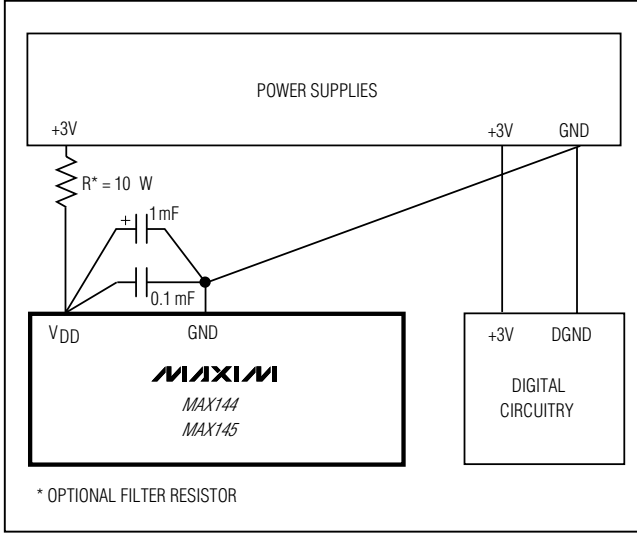 POWER SUPPLIES
+3V
+3V
GND
R* = 10 W
+
1mF
0.1 mF
VDD
GND
+3V
DGND
MAXIM
MAX144
MAX145
DIGITAL
CIRCUITRY
* OPTIONAL FILTER RESISTOR